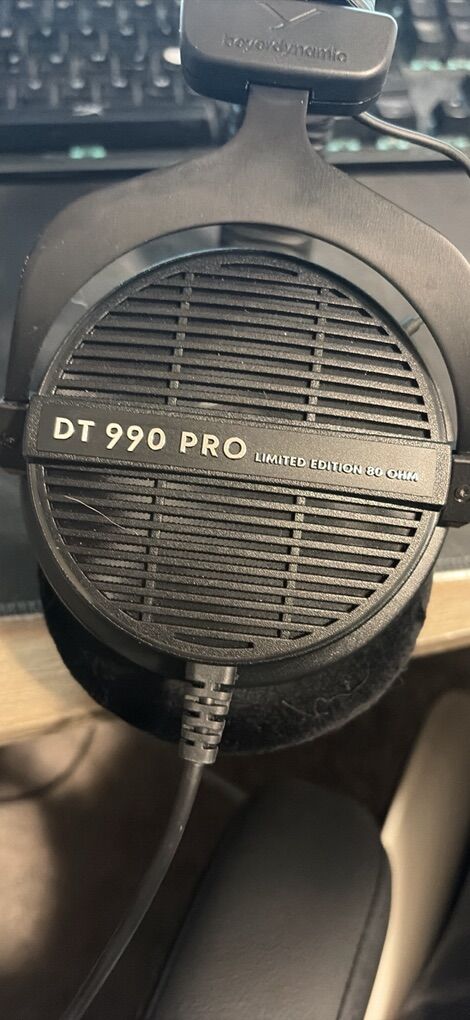 beyerdynamic
DT 990 PRO LIMITED EDITION 80 OHM